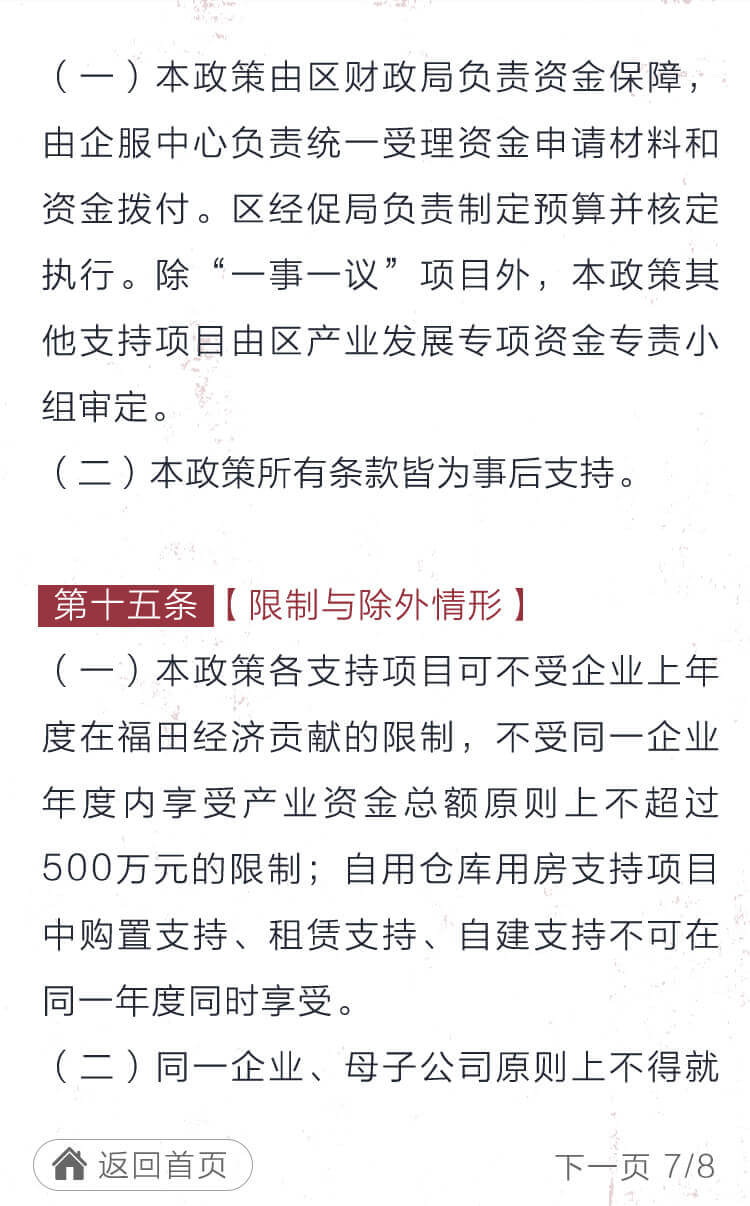 （一）本政策由区财政局负责资金保障，
由企服中心负责统一受理资金申请材料和
资金拨付。区经促局负责制定预算并核定
执行。除“一事一议”项目外，本政策其
他支持项目由区产业发展专项资金专责小
组审定。
（二）本政策所有条款皆为事后支持。
第十五条【限制与除外情形】
（一）本政策各支持项目可不受企业上年
度在福田经济贡献的限制，不受同一企业
年度内享受产业资金总额原则上不超过
500万元的限制；自用仓库用房支持项目
中购置支持、租赁支持、自建支持不可在
同一年度同时享受。
（二）同一企业、母子公司原则上不得就
返回首页 下一页 7/8